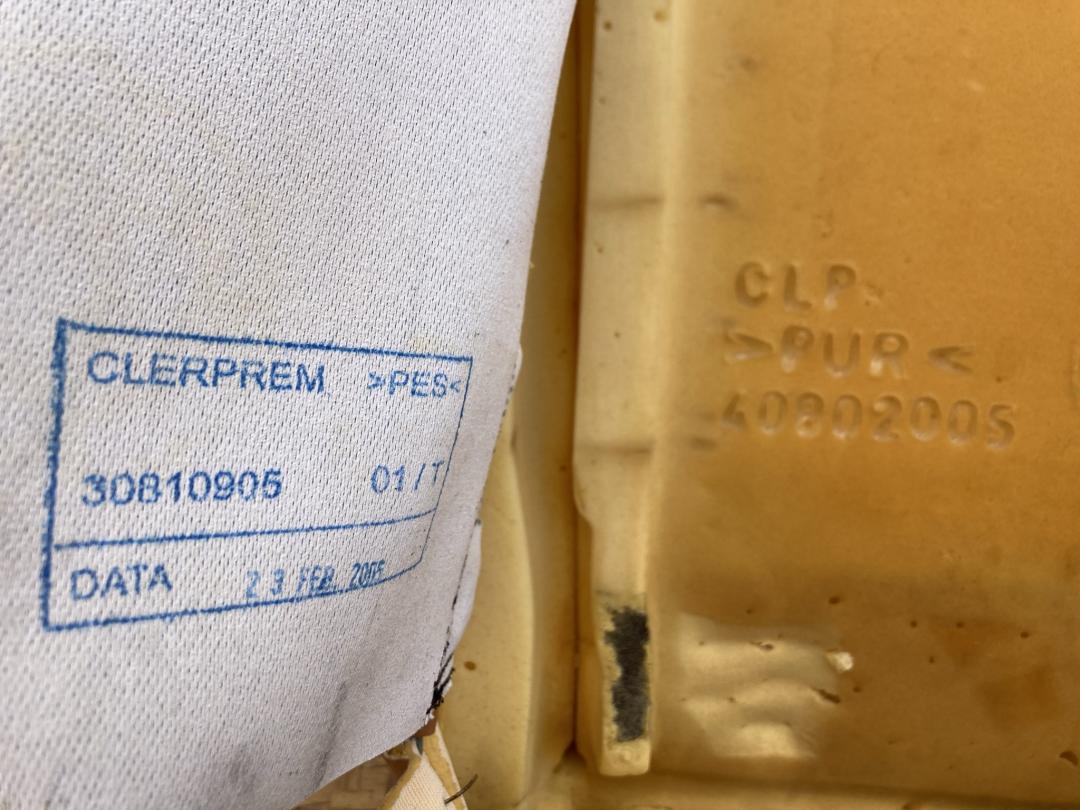 CLERPREM >PES<
30810905 01/T
DATA 23 FEB. 2005
CLP.
>PUR<
40802005